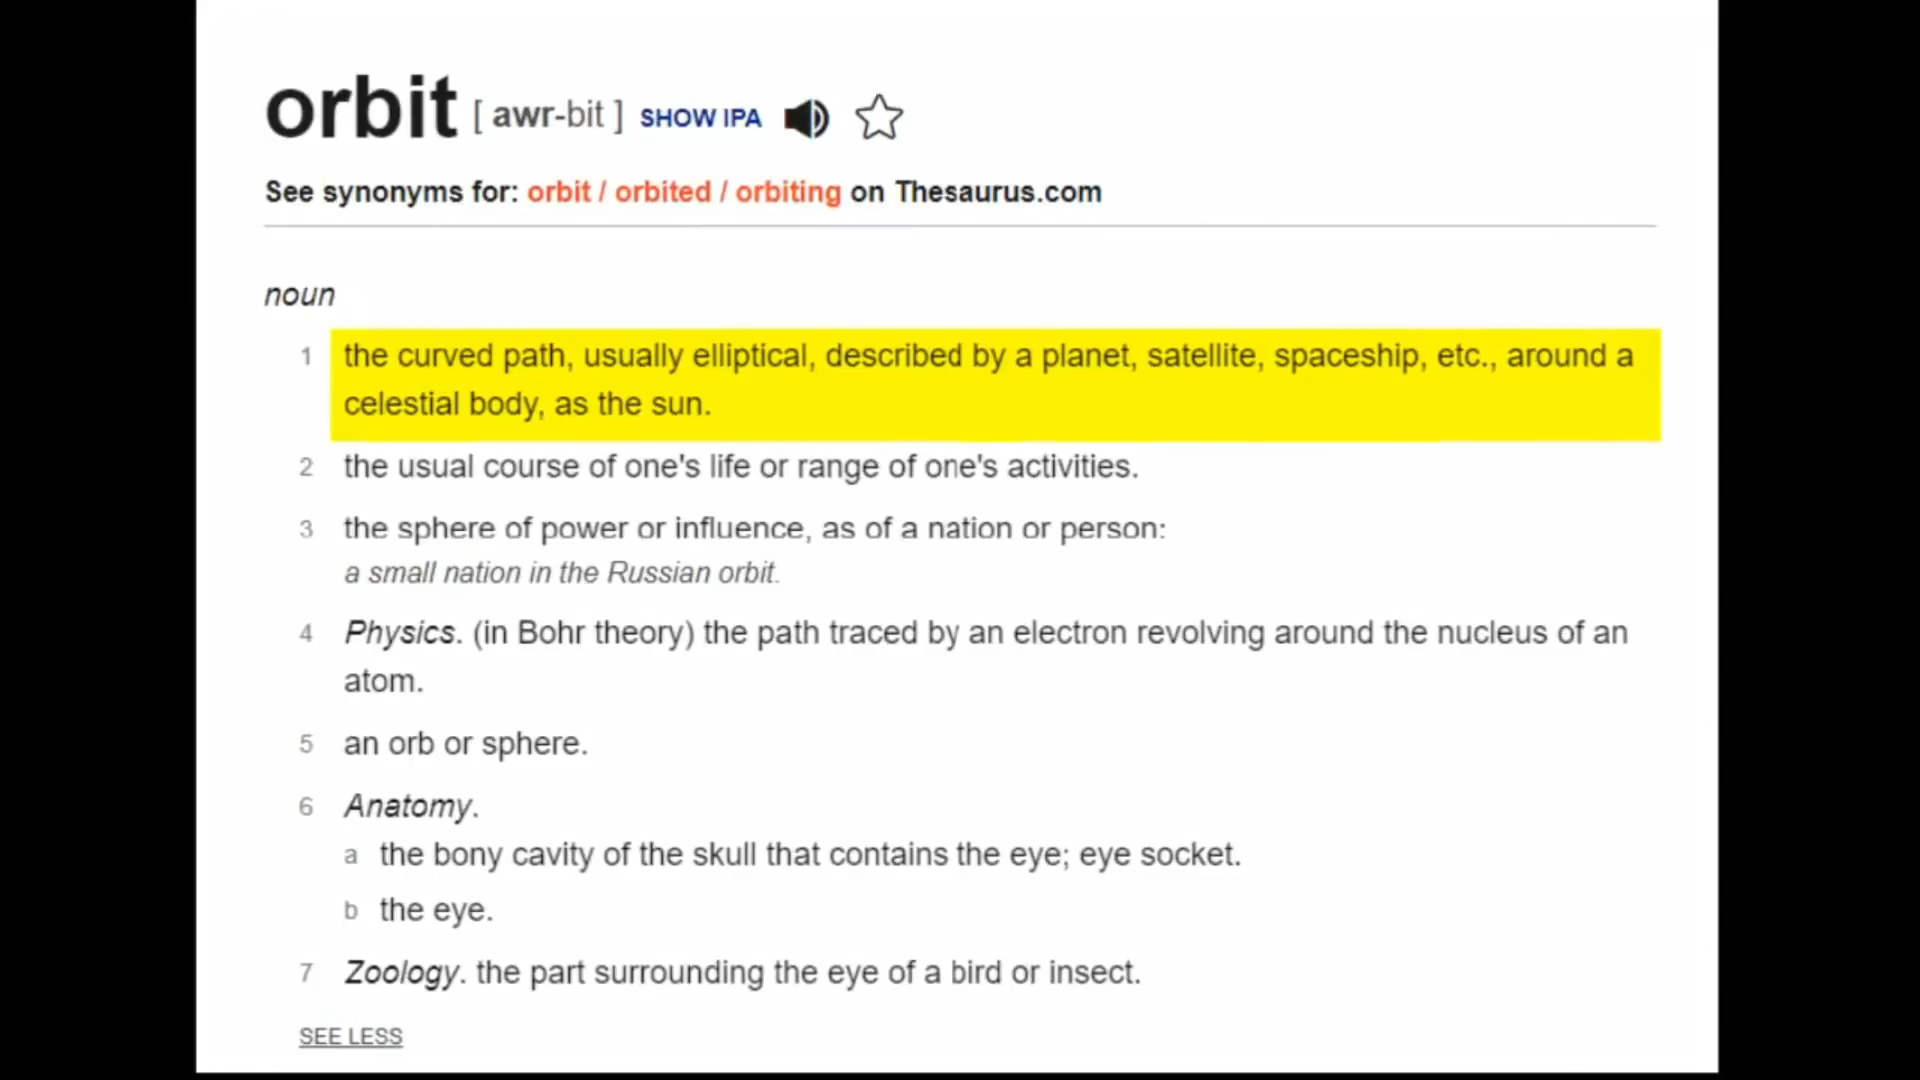 orbit [ awr-bit ] SHOW IPA
See synonyms for: orbit / orbited / orbiting on Thesaurus.com
noun
1 the curved path, usually elliptical, described by a planet, satellite, spaceship, etc., around a
celestial body, as the sun.
2 the usual course of one's life or range of one's activities.
3 the sphere of power or influence, as of a nation or person:
a small nation in the Russian orbit.
4 Physics. (in Bohr theory) the path traced by an electron revolving around the nucleus of an
atom.
5 an orb or sphere.
6 Anatomy.
a the bony cavity of the skull that contains the eye; eye socket.
b the eye.
7 Zoology. the part surrounding the eye of a bird or insect.
SEE LESS